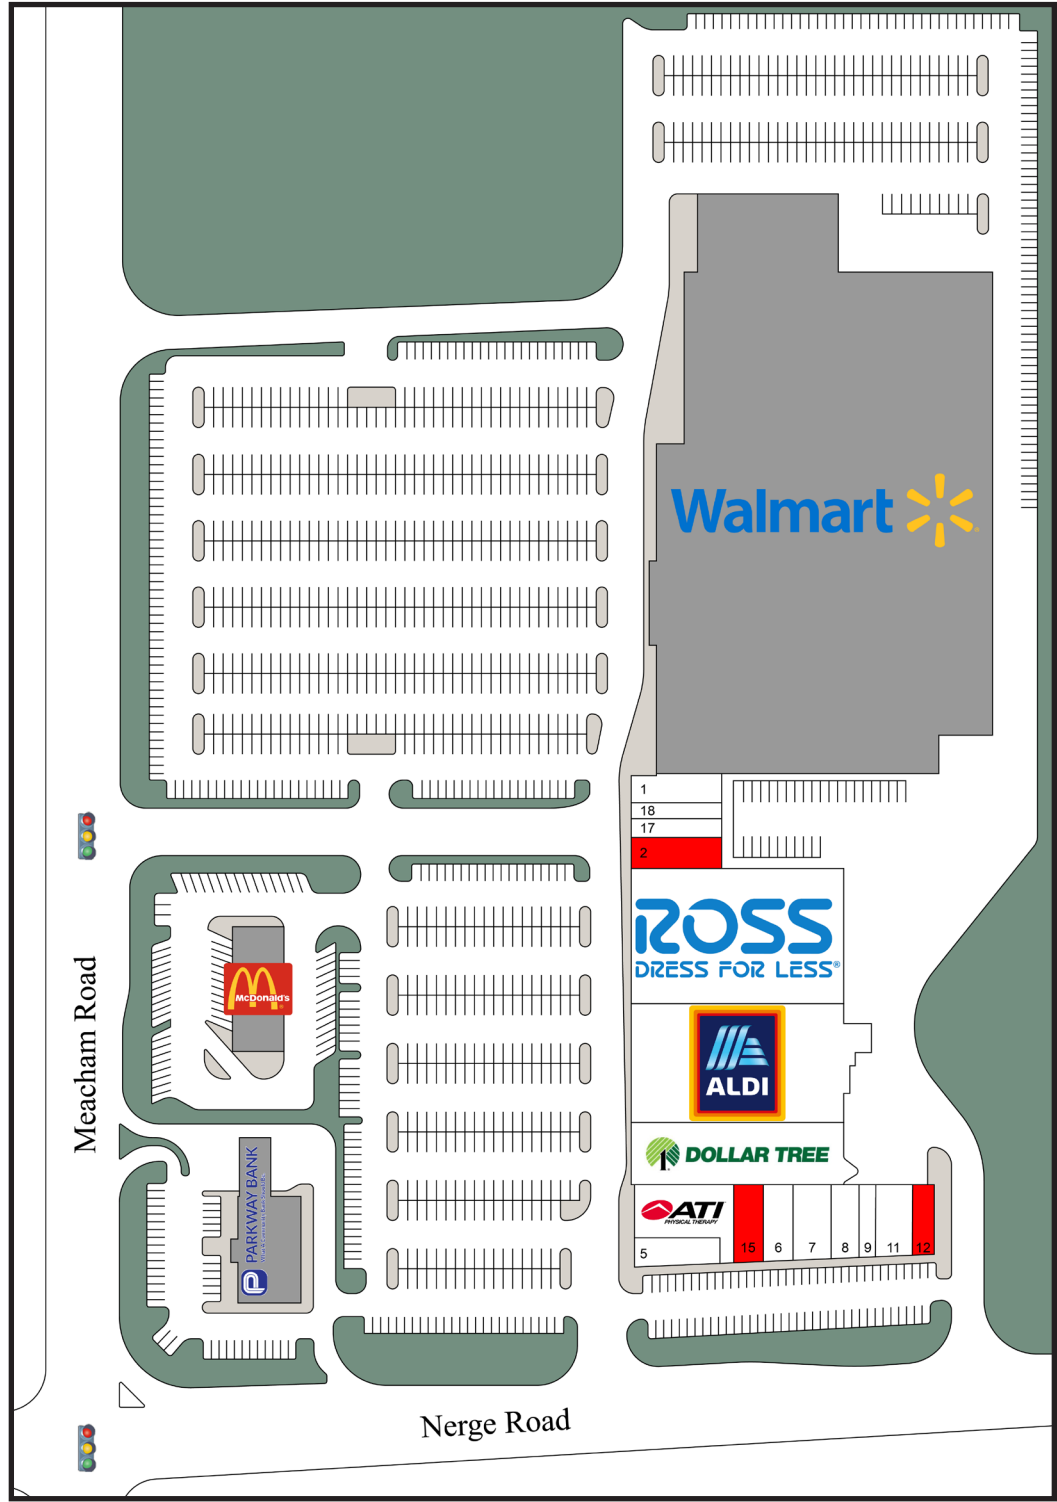 Walmart
1
18
17
2
ROSS
DRESS FOR LESS®
Meacham Road
McDonald's
ALDI
DOLLAR TREE
PARKWAY BANK
ATI
PHYSICAL THERAPY
5
15
6
7
8
9
11
12
Nerge Road